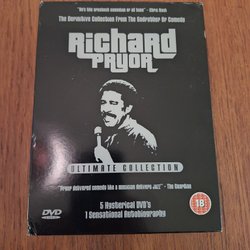 "He's the greatest comedian of all time" - Chris Rock
The Definitive Collection From The Godfather Of Comedy
RICHARD
PRYOR
ULTIMATE COLLECTION
"Pryor delivered comedy like a musician delivers jazz" - The Guardian
5 Hysterical DVD's
1 Sensational Autobiography
DVD
18